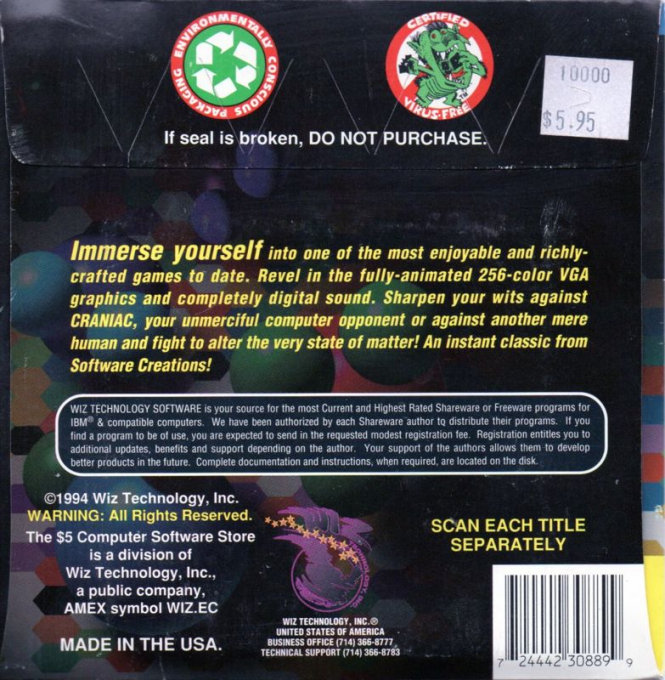 ENVIRONMENTALLY
CONSCIOUS PACKAGING
CERTIFIED
VIRUS-FREE
TM
10000
$5.95
If seal is broken, DO NOT PURCHASE.
Immerse yourself into one of the most enjoyable and richly-
crafted games to date. Revel in the fully-animated 256-color VGA
graphics and completely digital sound. Sharpen your wits against
CRANIAC, your unmerciful computer opponent or against another mere
human and fight to alter the very state of matter! An instant classic from
Software Creations!
WIZ TECHNOLOGY SOFTWARE is your source for the most Current and Highest Rated Shareware or Freeware programs for
IBM® & compatible computers. We have been authorized by each Shareware author to distribute their programs. If you
find a program to be of use, you are expected to send in the requested modest registration fee. Registration entitles you to
additional updates, benefits and support depending on the author. Your support of the authors allows them to develop
better products in the future. Complete documentation and instructions, when required, are located on the disk.
©1994 Wiz Technology, Inc.
WARNING: All Rights Reserved.
The $5 Computer Software Store
is a division of
Wiz Technology, Inc.,
a public company,
AMEX symbol WIZ.EC
MADE IN THE USA.
WIZ TECHNOLOGY, INC.®
UNITED STATES OF AMERICA
BUSINESS OFFICE (714) 366-8777
TECHNICAL SUPPORT (714) 366-8783
SCAN EACH TITLE
SEPARATELY
7 24442 30889 9